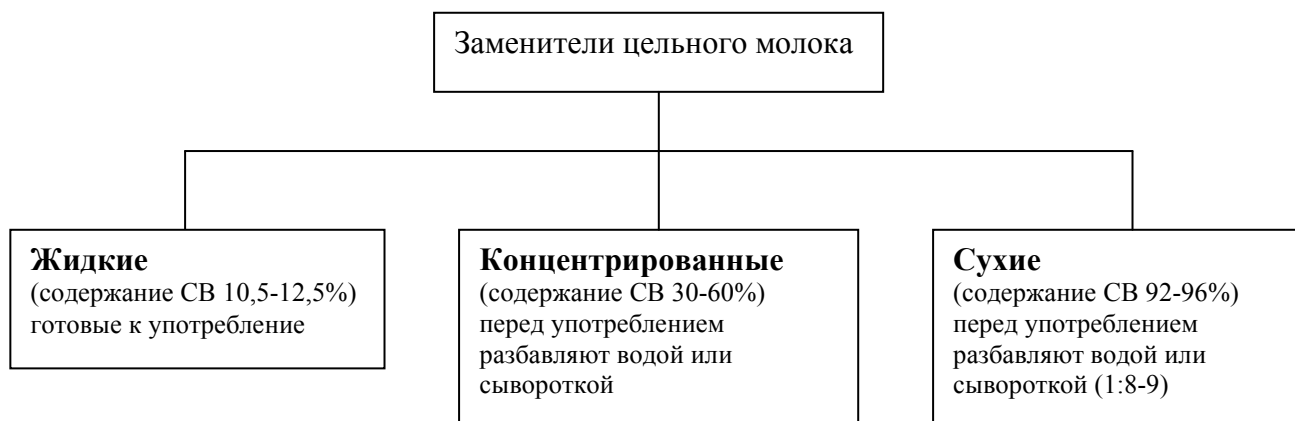 Заменители цельного молока
Жидкие
(содержание СВ 10,5-12,5%)
готовые к употребление
Концентрированные
(содержание СВ 30-60%)
перед употреблением
разбавляют водой или
сывороткой
Сухие
(содержание СВ 92-96%)
перед употреблением
разбавляют водой или
сывороткой (1:8-9)